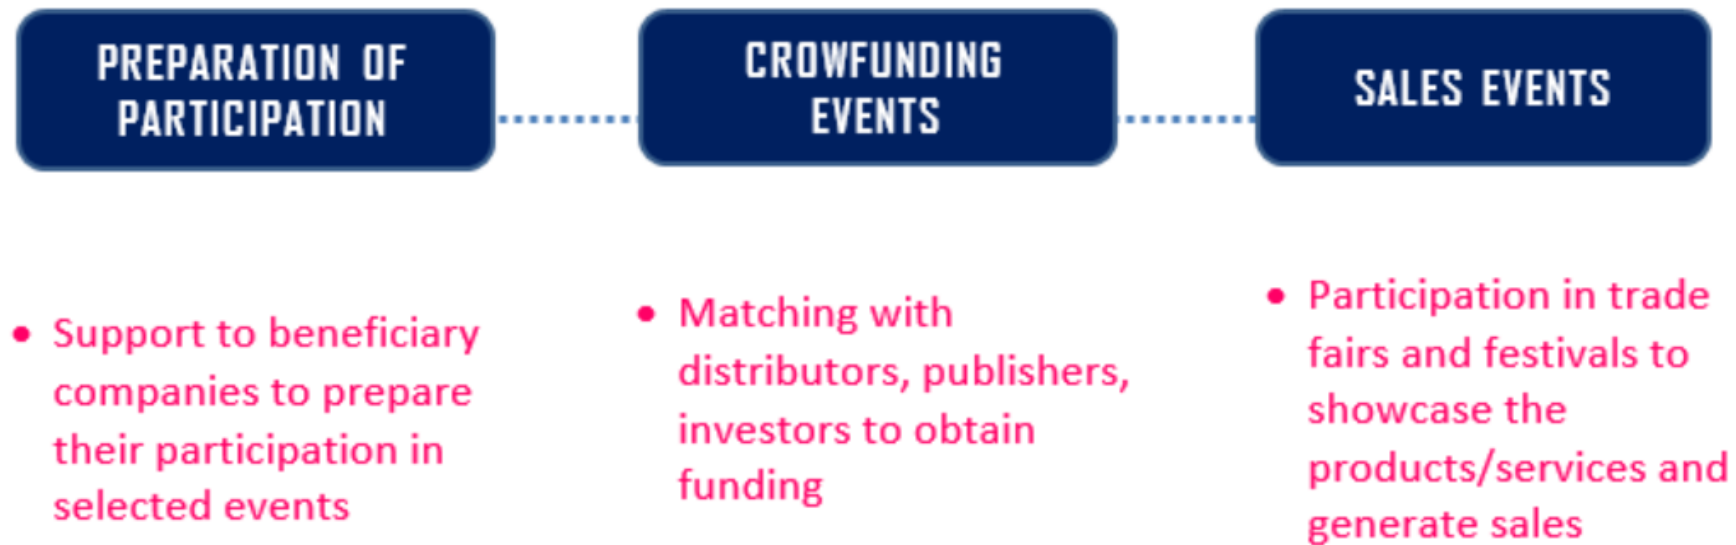 PREPARATION OF
PARTICIPATION
CROWFUNDING
EVENTS
SALES EVENTS
• Support to beneficiary
companies to prepare
their participation in
selected events
• Matching with
distributors, publishers,
investors to obtain
funding
• Participation in trade
fairs and festivals to
showcase the
products/services and
generate sales